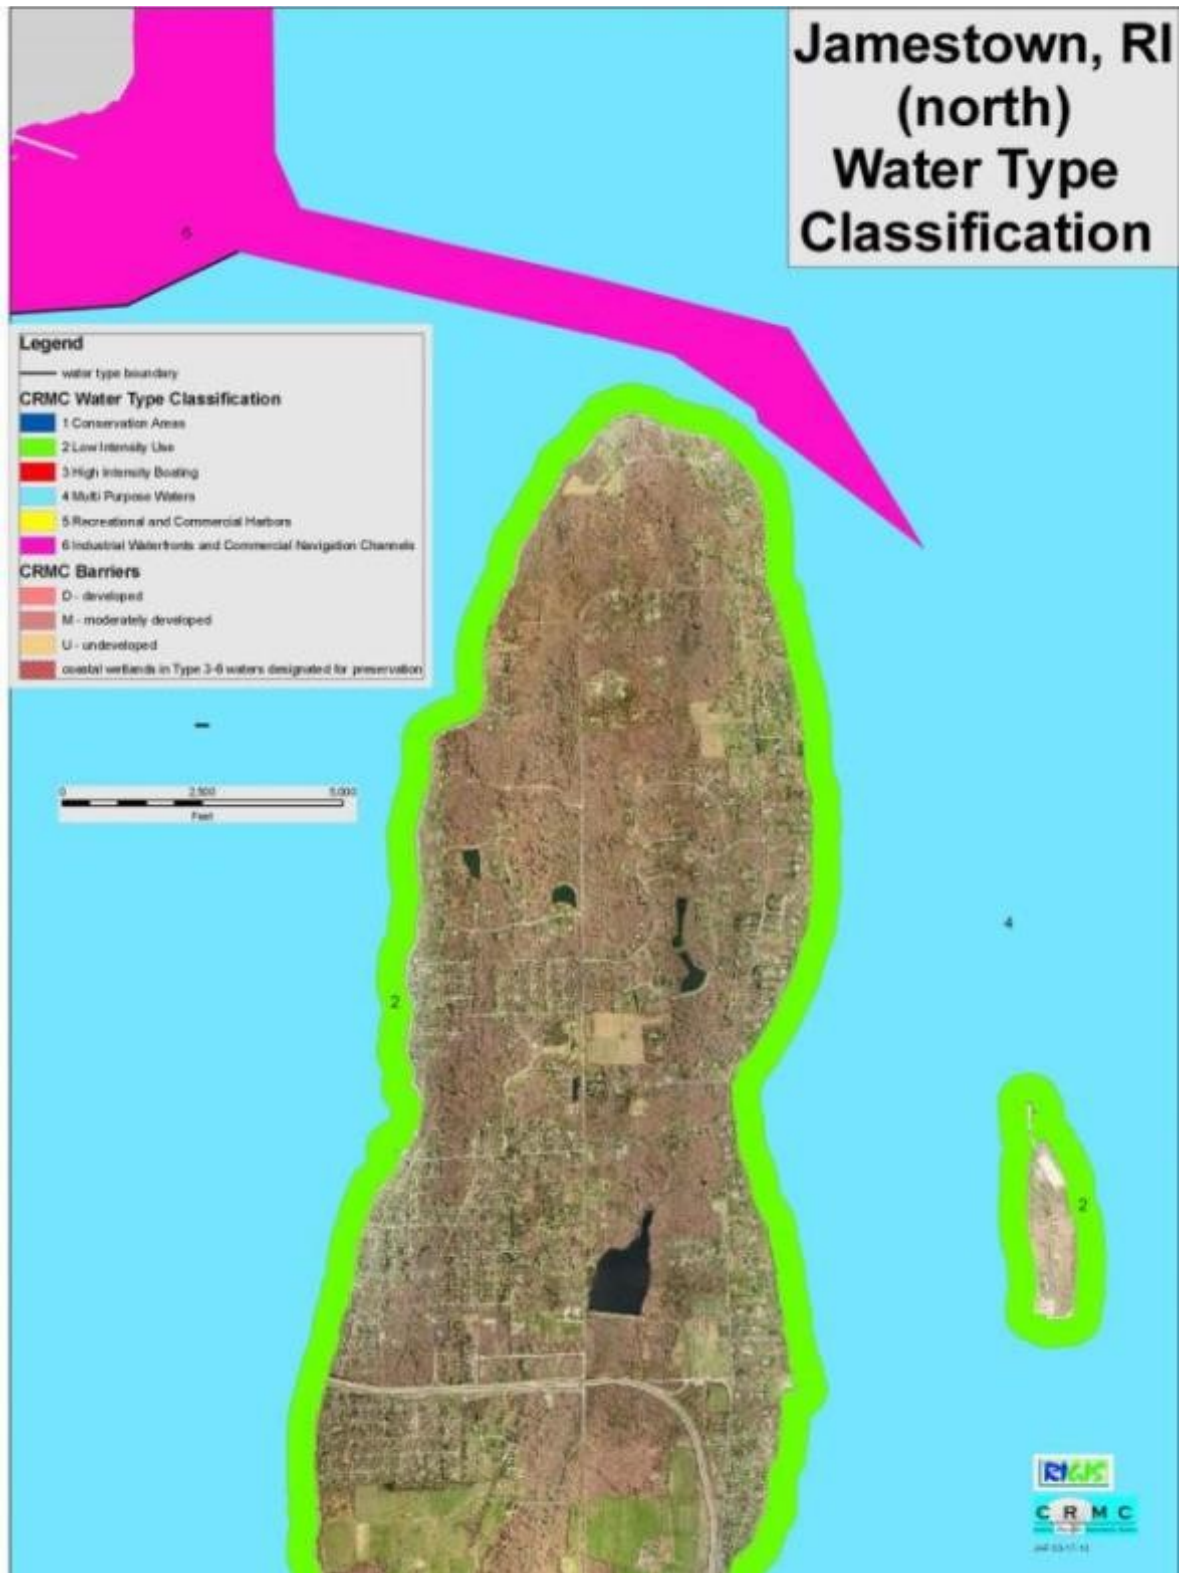 Jamestown, RI
(north)
Water Type
Classification
6
Legend
water type boundary
CRMC Water Type Classification
1 Conservation Areas
2 Low Intensity Use
3 High Intensity Boating
4 Multi Purpose Waters
5 Recreational and Commercial Harbors
6 Industrial Waterfronts and Commercial Navigation Channels
CRMC Barriers
D - developed
M - moderately developed
U - undeveloped
coastal wetlands in Type 3-6 waters designated for preservation
0 2,500 5,000
Feet
4
2
2
RIGIS
C R M C